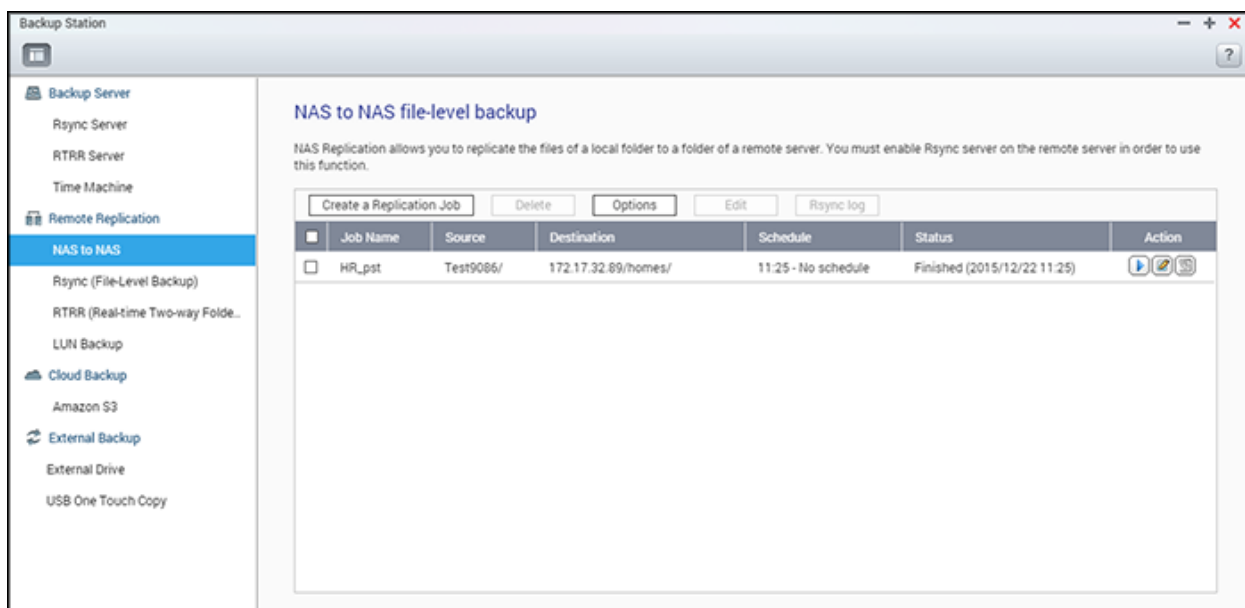 Backup Station
?
Backup Server
Rsync Server
RTRR Server
Time Machine
Remote Replication
NAS to NAS
Rsync (File-Level Backup)
RTRR (Real-time Two-way Folde..
LUN Backup
Cloud Backup
Amazon S3
External Backup
External Drive
USB One Touch Copy
NAS to NAS file-level backup
NAS Replication allows you to replicate the files of a local folder to a folder of a remote server. You must enable Rsync server on the remote server in order to use
this function.
Create a Replication Job Delete Options Edit Rsync log
Job Name Source Destination Schedule Status Action
HR_pst Test9086/ 172.17.32.89/homes/ 11:25 - No schedule Finished (2015/12/22 11:25)